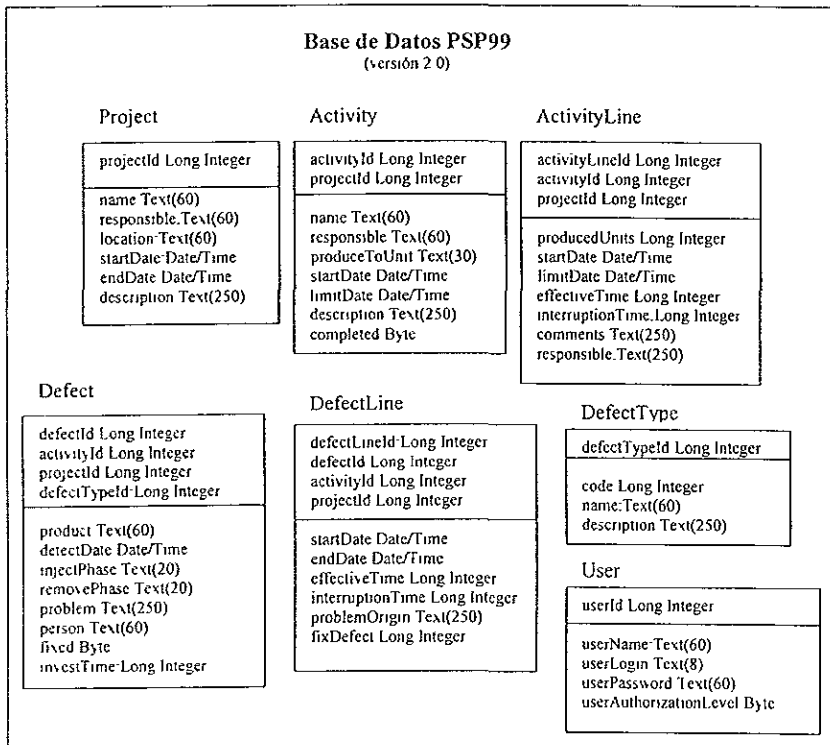 Base de Datos PSP99
(versión 2 0)
Project
projectId Long Integer
name Text(60)
responsible.Text(60)
location-Text(60)
startDate-Date/Time
endDate Date/Time
description Text(250)
Activity
activityId Long Integer
projectId Long Integer
name Text(60)
responsible Text(60)
produceToUnit Text(30)
startDate Date/Time
limitDate Date/Time
description Text(250)
completed Byte
ActivityLine
activityLineId Long Integer
activityId Long Integer
projectId Long Integer
producedUnits Long Integer
startDate Date/Time
limitDate Date/Time
effectiveTime Long Integer
interruptionTime.Long Integer
comments Text(250)
responsible.Text(250)
Defect
defectId Long Integer
activityId Long Integer
projectId Long Integer
defectTypeId-Long Integer
product Text(60)
detectDate Date/Time
injectPhase Text(20)
removePhase Text(20)
problem Text(250)
person Text(60)
fixed Byte
investTime-Long Integer
DefectLine
defectLineId-Long Integer
defectId Long Integer
activityId Long Integer
projectId Long Integer
startDate Date/Time
endDate Date/Time
effectiveTime Long Integer
interruptionTime Long Integer
problemOrigin Text(250)
fixDefect Long Integer
DefectType
defectTypeId Long Integer
code Long Integer
name:Text(60)
description Text(250)
User
userId Long Integer
userName-Text(60)
userLogin Text(8)
userPassword Text(60)
userAuthorizationLevel Byte